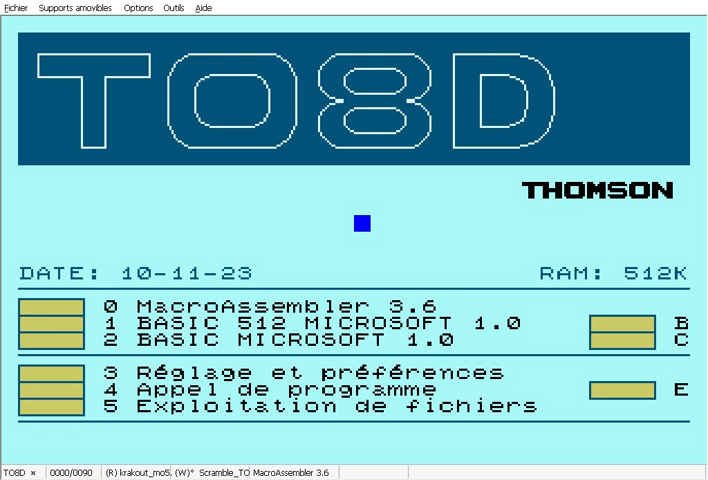 Fichier Supports amovibles Options Outils Aide
TO8D
THOMSON
DATE: 10-11-23 RAM: 512K
0 MacroAssembler 3.6
1 BASIC 512 MICROSOFT 1.0 B
2 BASIC MICROSOFT 1.0 C
3 Réglage et préférences
4 Appel de programme E
5 Exploitation de fichiers
TO8D × 0000/0090 (R) krakout_mo5, (W)° Scramble_TO MacroAssembler 3.6